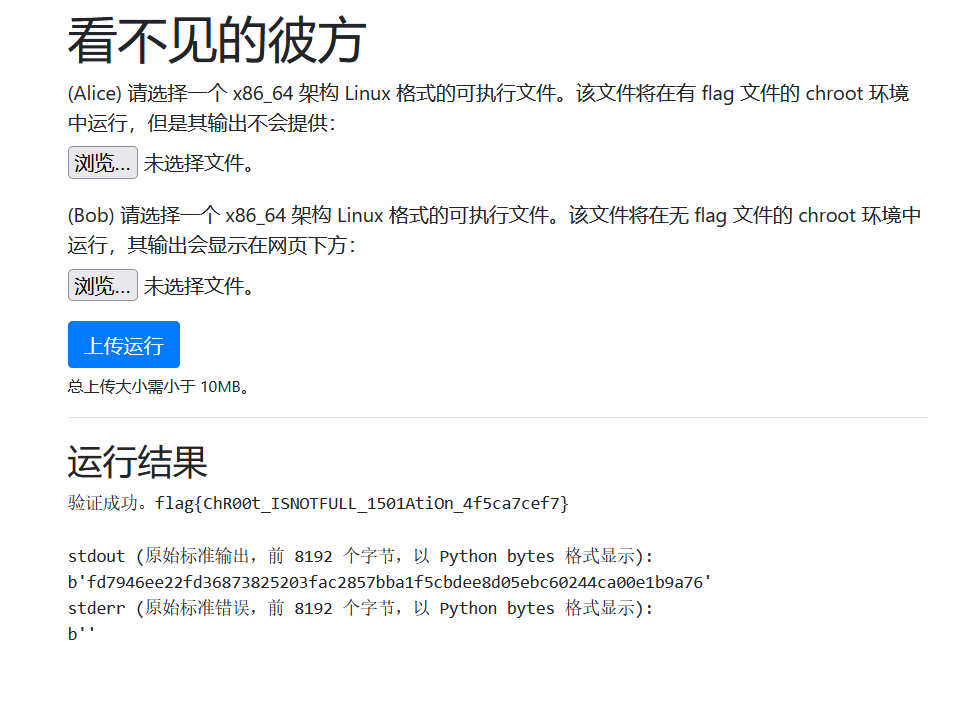 看不见的彼方
(Alice) 请选择一个 x86_64 架构 Linux 格式的可执行文件。该文件将在有 flag 文件的 chroot 环境
中运行，但是其输出不会提供：
浏览... 未选择文件。
(Bob) 请选择一个 x86_64 架构 Linux 格式的可执行文件。该文件将在无 flag 文件的 chroot 环境中
运行，其输出会显示在网页下方：
浏览... 未选择文件。
上传运行
总上传大小需小于 10MB。
运行结果
验证成功。flag{ChR00t_ISNOTFULL_1501AtiOn_4f5ca7cef7}
stdout (原始标准输出，前 8192 个字节，以 Python bytes 格式显示):
b'fd7946ee22fd36873825203fac2857bba1f5cbdee8d05ebc60244ca00e1b9a76'
stderr (原始标准错误，前 8192 个字节，以 Python bytes 格式显示):
b''